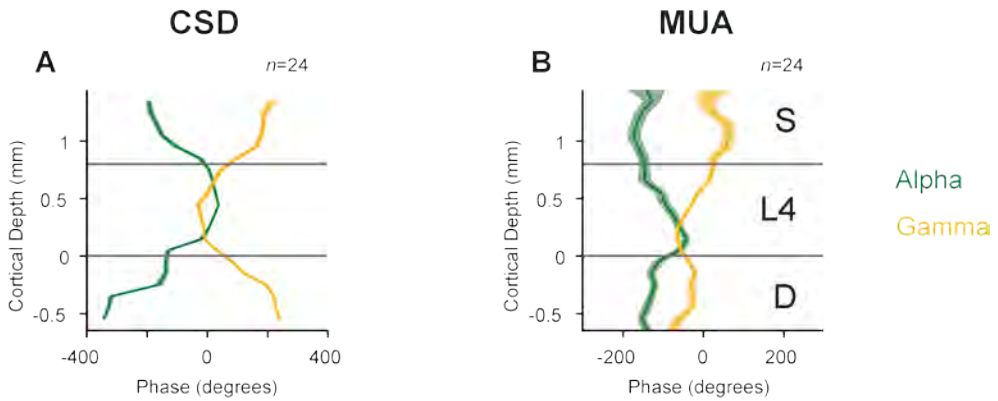 CSD
MUA
A
n=24
B
n=24
Cortical Depth (mm)
1
0.5
0
-0.5
-400
0
400
Phase (degrees)
Cortical Depth (mm)
1
0.5
0
-0.5
-200
0
200
Phase (degrees)
S
L4
D
Alpha
Gamma